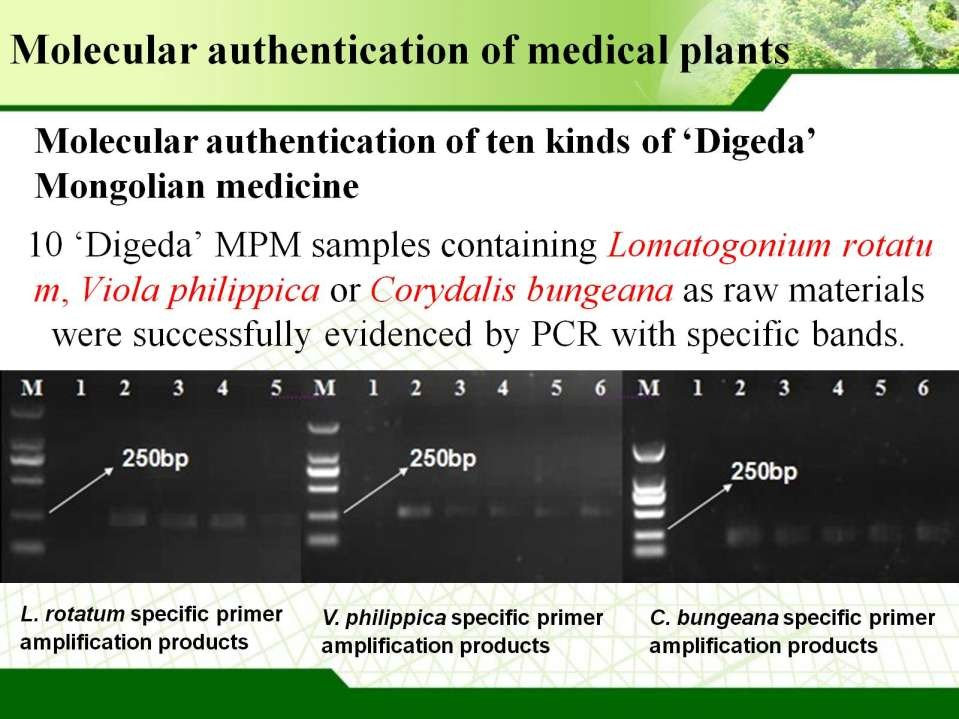 Molecular authentication of medical plants
Molecular authentication of ten kinds of ‘Digeda’
Mongolian medicine
10 ‘Digeda’ MPM samples containing Lomatogonium rotatu
m, Viola philippica or Corydalis bungeana as raw materials
were successfully evidenced by PCR with specific bands.
M 1 2 3 4 5 M 1 2 3 4 5 6 M 1 2 3 4 5 6
250bp 250bp 250bp
L. rotatum specific primer
amplification products
V. philippica specific primer
amplification products
C. bungeana specific primer
amplification products